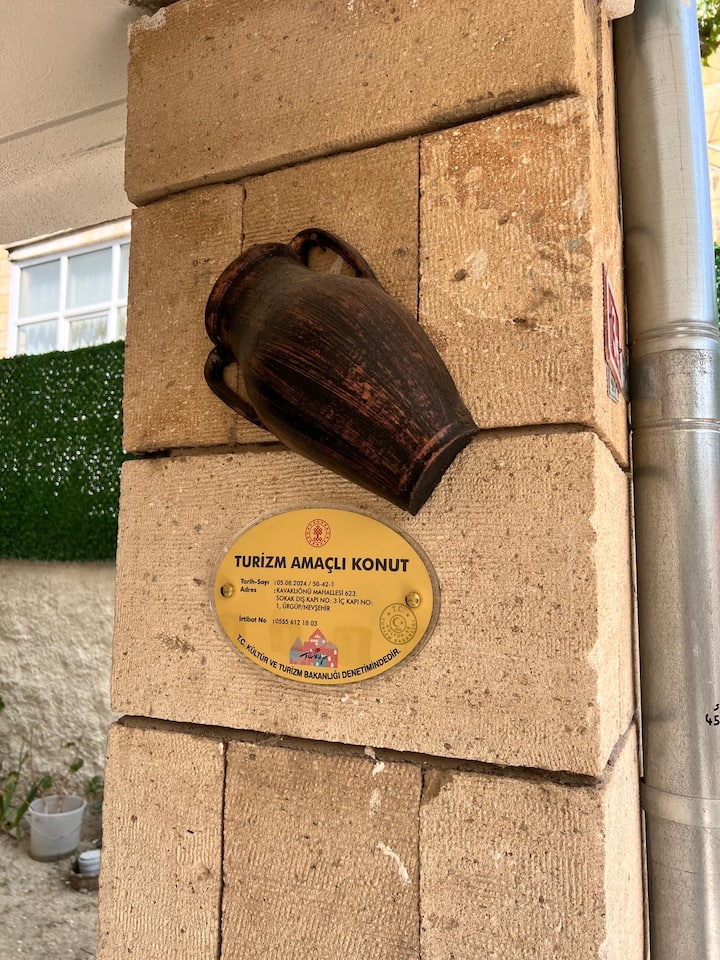 TURİZM AMAÇLI KONUT
Tarih-Sayı : 05.08.2024 / 50-42-1
Adres : KAVAKLIÖNÜ MAHALLESİ 623.
SOKAK DIŞ KAPI NO: 3 İÇ KAPI NO:
1, ÜRGÜP/NEVŞEHİR
İrtibat No : 0555 612 18 03
Türkiye
T.C. KÜLTÜR VE TURİZM BAKANLIĞI DENETİMİNDEDİR.
45